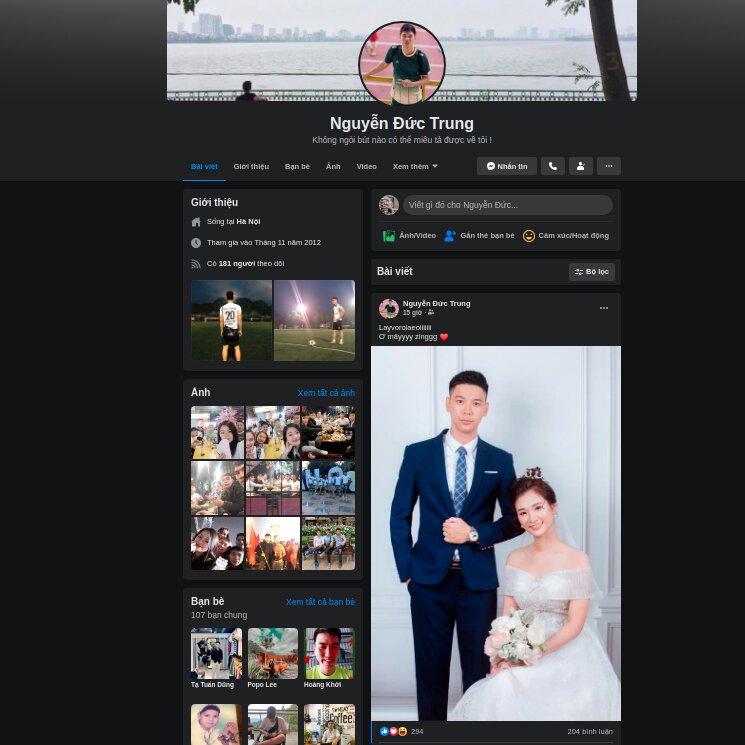 Nguyễn Đức Trung
Không ngòi bút nào có thể miêu tả được về tôi !
Bài viết
Giới thiệu
Bạn bè
Ảnh
Video
Xem thêm
Nhắn tin
Giới thiệu
Sống tại Hà Nội
Tham gia vào Tháng 11 năm 2012
Có 181 người theo dõi
Ảnh
Xem tất cả ảnh
Bạn bè
Xem tất cả bạn bè
107 bạn chung
Tạ Tuấn Dũng
Popo Lee
Hoàng Khởi
Viết gì đó cho Nguyễn Đức...
Ảnh/Video
Gắn thẻ bạn bè
Cảm xúc/Hoạt động
Bài viết
Bộ lọc
Nguyễn Đức Trung
15 giờ ·
Layvoroiaeoiiiiiii
Ơ mâyyyy zinggg ❤️
20
294
204 bình luận
Coffee